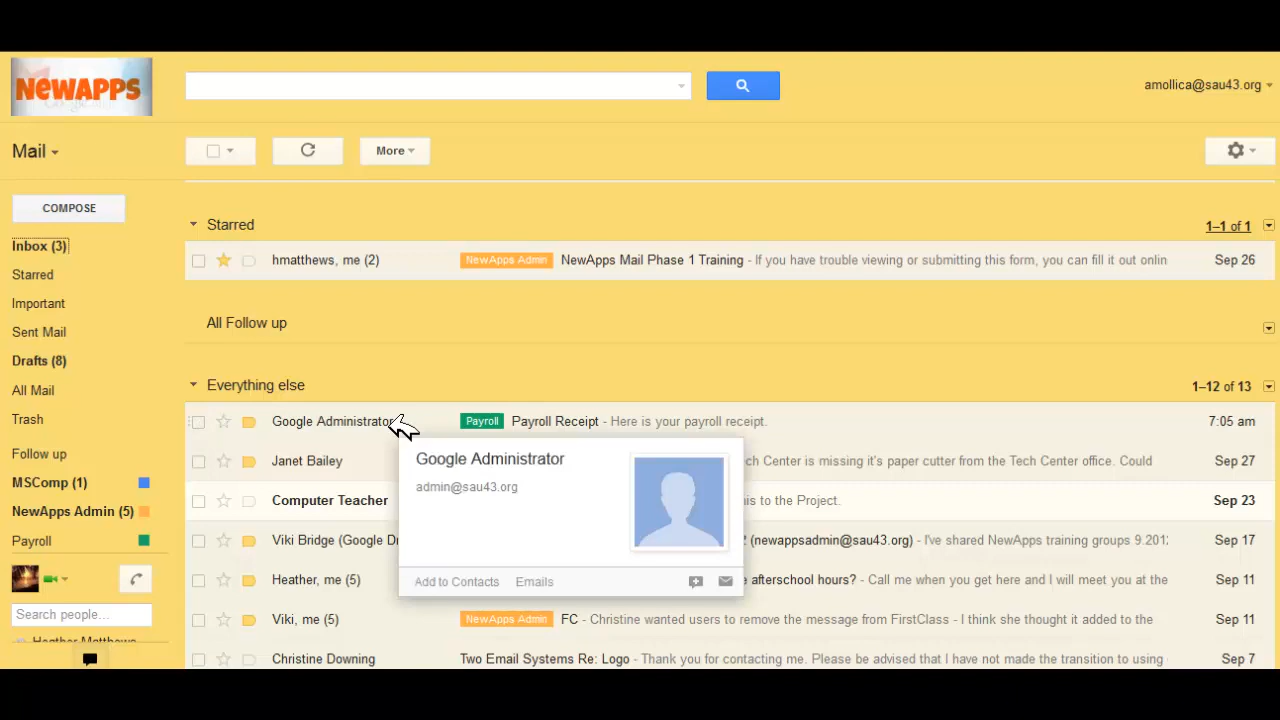 NewApps
amollica@sau43.org
Mail
More
COMPOSE
Inbox (3)
Starred
Important
Sent Mail
Drafts (8)
All Mail
Trash
Follow up
MSComp (1)
NewApps Admin (5)
Payroll
Search people...
Heather Matthews
Starred
1–1 of 1
hmatthews, me (2) NewApps Admin NewApps Mail Phase 1 Training - If you have trouble viewing or submitting this form, you can fill it out onlin Sep 26
All Follow up
Everything else
1–12 of 13
Google Administrator Payroll Payroll Receipt - Here is your payroll receipt. 7:05 am
Janet Bailey ch Center is missing it's paper cutter from the Tech Center office. Could Sep 27
Computer Teacher his to the Project. Sep 23
Viki Bridge (Google D (newappsadmin@sau43.org) - I've shared NewApps training groups 9.2012 Sep 17
Heather, me (5) e afterschool hours? - Call me when you get here and I will meet you at the Sep 11
Viki, me (5) NewApps Admin FC - Christine wanted users to remove the message from FirstClass - I think she thought it added to the Sep 11
Christine Downing Two Email Systems Re: Logo - Thank you for contacting me. Please be advised that I have not made the transition to using Sep 7
Google Administrator
admin@sau43.org
Add to Contacts Emails